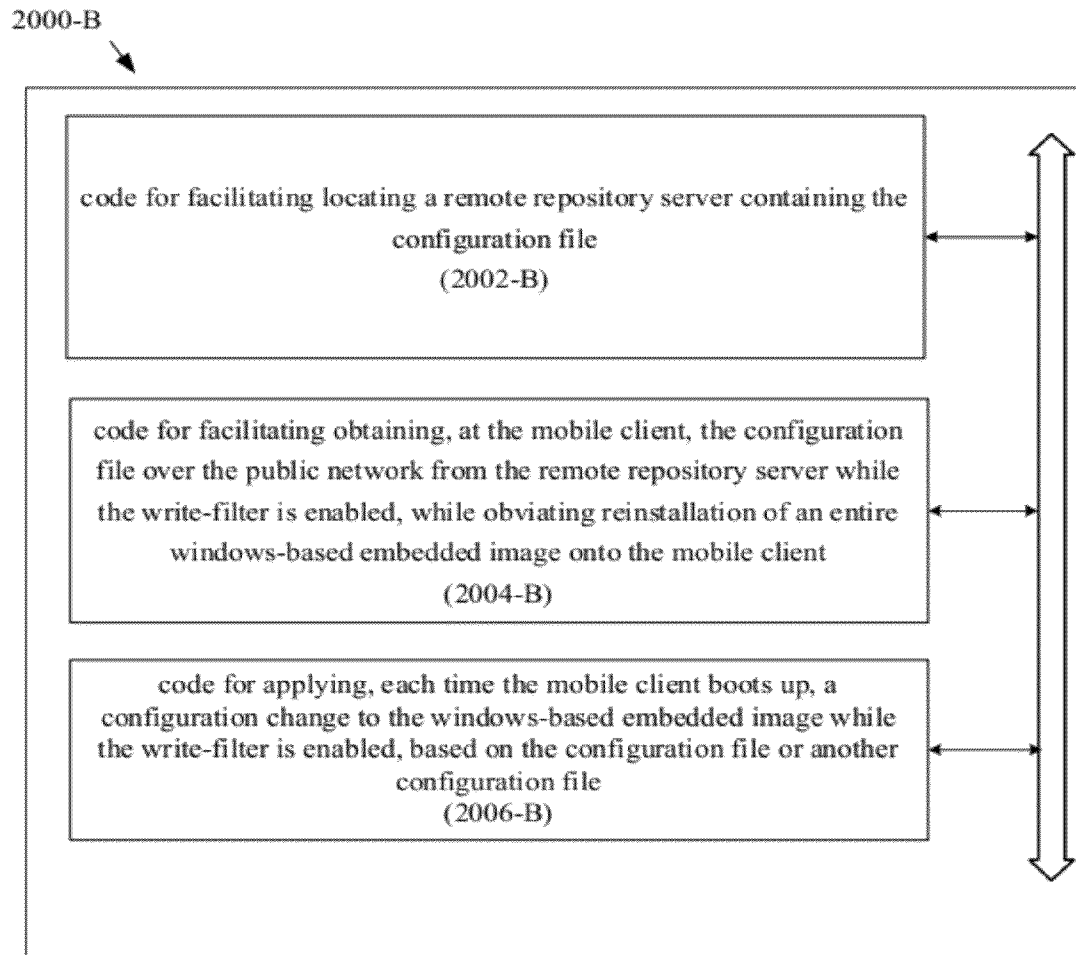 2000-B
code for facilitating locating a remote repository server containing the
configuration file
(2002-B)
code for facilitating obtaining, at the mobile client, the configuration
file over the public network from the remote repository server while
the write-filter is enabled, while obviating reinstallation of an entire
windows-based embedded image onto the mobile client
(2004-B)
code for applying, each time the mobile client boots up, a
configuration change to the windows-based embedded image while
the write-filter is enabled, based on the configuration file or another
configuration file
(2006-B)